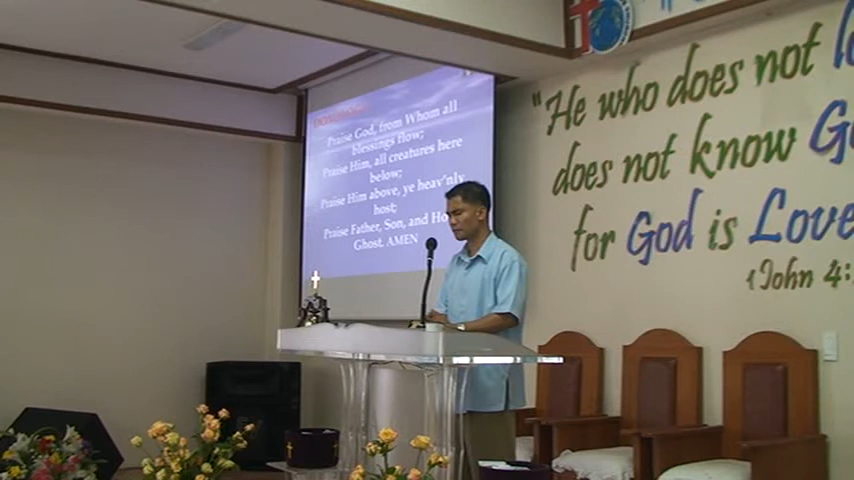 Praise God, from Whom all
blessings flow;
Praise Him, all creatures here
below;
Praise Him above, ye heav'nly
host;
Praise Father, Son, and Ho
Ghost. AMEN
"He who does not lo
does not know Go
for God is Love
1John 4: